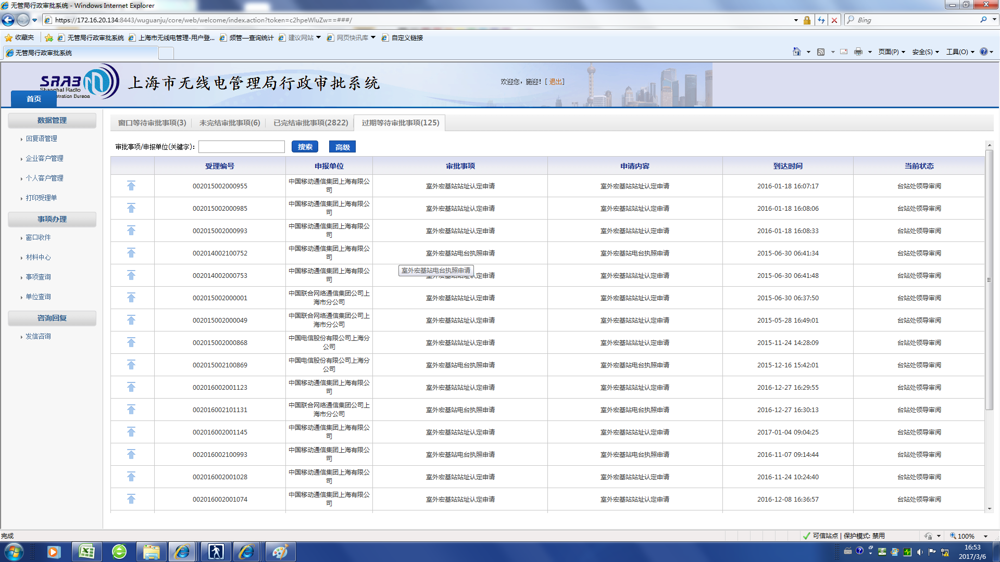 无管局行政审批系统 - Windows Internet Explorer
https://172.16.20.134:8443/wuguanju/core/web/welcome/index.action?token=c2hpeWluZw==###/
Bing
收藏夹 无管局行政审批系统 上海市无线电管理-用户登... 频管—查询统计 建议网站 网页快讯库 自定义链接
无管局行政审批系统
页面(P) 安全(S) 工具(O)
SRAB
Shanghai Radio
上海市无线电管理局行政审批系统
欢迎您，施迎! [ 退出]
首页
数据管理
回复语管理
企业客户管理
个人客户管理
打印受理单
事项办理
窗口收件
材料中心
事项查询
单位查询
咨询回复
发信咨询
窗口等待审批事项(3) 未完结审批事项(6) 已完结审批事项(2822) 过期等待审批事项(125)
审批事项/申报单位(关键字): 搜索 高级
受理编号 申报单位 审批事项 申请内容 到达时间 当前状态
002015002000955 中国移动通信集团上海有限公司 室外宏基站站址认定申请 室外宏基站站址认定申请 2016-01-18 16:07:17 台站处领导审阅
002015002000985 中国移动通信集团上海有限公司 室外宏基站站址认定申请 室外宏基站站址认定申请 2016-01-18 16:08:06 台站处领导审阅
002015002000993 中国移动通信集团上海有限公司 室外宏基站站址认定申请 室外宏基站站址认定申请 2016-01-18 16:08:33 台站处领导审阅
002014002100752 中国移动通信集团上海有限公司 室外宏基站电台执照申请 室外宏基站电台执照申请 2015-06-30 06:41:34 台站处领导审阅
室外宏基站电台执照申请
002014002000753 中国移动通信集团上海有限公司 室外宏基站站址认定申请 室外宏基站站址认定申请 2015-06-30 06:41:48 台站处领导审阅
002015002000001 中国联合网络通信集团公司上海市分公司 室外宏基站站址认定申请 室外宏基站站址认定申请 2015-06-30 06:37:50 台站处领导审阅
002015002000049 中国联合网络通信集团公司上海市分公司 室外宏基站站址认定申请 室外宏基站站址认定申请 2015-05-28 16:49:01 台站处领导审阅
002015002000868 中国电信股份有限公司上海分公司 室外宏基站站址认定申请 室外宏基站站址认定申请 2015-11-24 14:28:09 台站处领导审阅
002015002100869 中国电信股份有限公司上海分公司 室外宏基站电台执照申请 室外宏基站电台执照申请 2015-12-16 15:42:01 台站处领导审阅
002016002001123 中国移动通信集团上海有限公司 室外宏基站站址认定申请 室外宏基站站址认定申请 2016-12-27 16:29:55 台站处领导审阅
002016002101131 中国联合网络通信集团公司上海市分公司 室外宏基站电台执照申请 室外宏基站电台执照申请 2016-12-27 16:30:13 台站处领导审阅
002016002001145 中国移动通信集团上海有限公司 室外宏基站站址认定申请 室外宏基站站址认定申请 2017-01-04 09:04:25 台站处领导审阅
002016002100993 中国移动通信集团上海有限公司 室外宏基站电台执照申请 室外宏基站电台执照申请 2016-11-07 09:14:44 台站处领导审阅
002016002001028 中国移动通信集团上海有限公司 室外宏基站站址认定申请 室外宏基站站址认定申请 2016-11-24 10:24:40 台站处领导审阅
002016002001074 中国移动通信集团上海有限公司 室外宏基站站址认定申请 室外宏基站站址认定申请 2016-12-08 16:36:57 台站处领导审阅
完成 可信站点 | 保护模式: 禁用 100%
16:53
2017/3/6